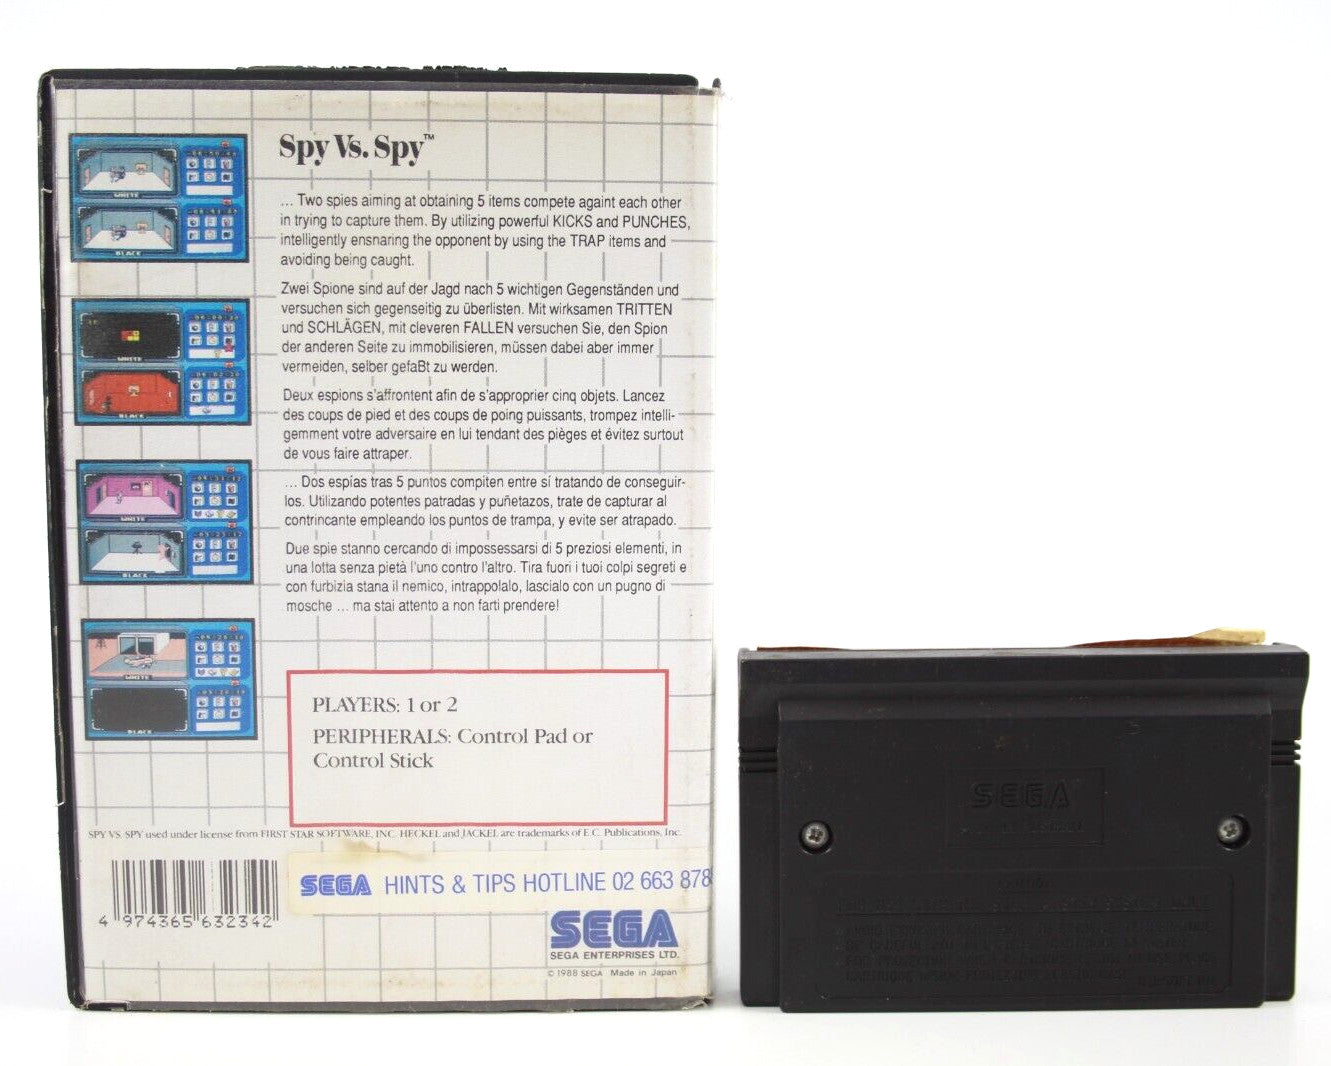 Spy Vs. Spy™
... Two spies aiming at obtaining 5 items compete againt each other
in trying to capture them. By utilizing powerful KICKS and PUNCHES,
intelligently ensnaring the opponent by using the TRAP items and
avoiding being caught.
Zwei Spione sind auf der Jagd nach 5 wichtigen Gegenständen und
versuchen sich gegenseitig zu überlisten. Mit wirksamen TRITTEN
und SCHLÄGEN, mit cleveren FALLEN versuchen Sie, den Spion
der anderen Seite zu immobilisieren, müssen dabei aber immer
vermeiden, selber gefaBt zu werden.
Deux espions s'affrontent afin de s'approprier cinq objets. Lancez
des coups de pied et des coups de poing puissants, trompez intelli-
gemment votre adversaire en lui tendant des pièges et évitez surtout
de vous faire attraper.
... Dos espías tras 5 puntos compiten entre sí tratando de conseguir-
los. Utilizando potentes patradas y puñetazos, trate de capturar al
contrincante empleando los puntos de trampa, y evite ser atrapado.
Due spie stanno cercando di impossessarsi di 5 preziosi elementi, in
una lotta senza pietà l'uno contro l'altro. Tira fuori i tuoi colpi segreti e
con furbizia stana il nemico, intrappolalo, lascialo con un pugno di
mosche ... ma stai attento a non farti prendere!
WHITE
BLACK
WHITE
BLACK
WHITE
BLACK
WHITE
BLACK
PLAYERS: 1 or 2
PERIPHERALS: Control Pad or
Control Stick
SPY VS. SPY used under license from FIRST STAR SOFTWARE, INC. HECKEL and JACKEL are trademarks of E.C. Publications, Inc.
4 974365 632342
SEGA HINTS & TIPS HOTLINE 02 663 878
SEGA
SEGA ENTERPRISES LTD.
© 1988 SEGA Made in Japan
SEGA